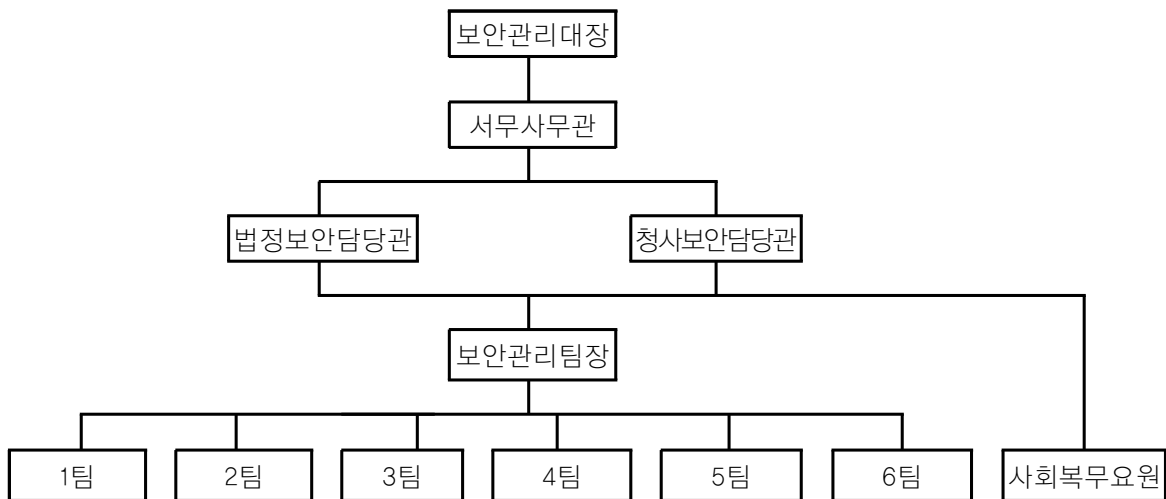 보안관리대장
서무사무관
법정보안담당관
청사보안담당관
보안관리팀장
1팀
2팀
3팀
4팀
5팀
6팀
사회복무요원